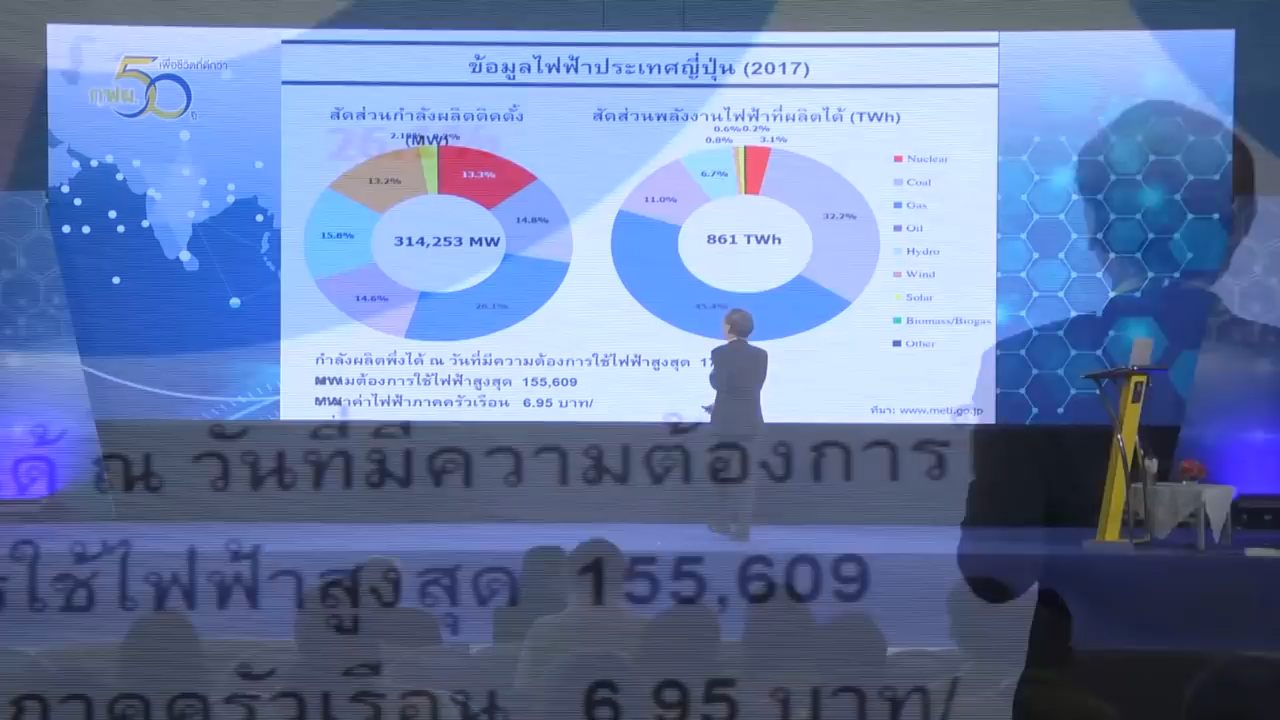 เพื่อชีวิตที่ดีกว่า
50 ปี
กฟผ.
ข้อมูลไฟฟ้าประเทศญี่ปุ่น (2017)
สัดส่วนกำลังผลิตติดตั้ง
(MW)
13.3%
14.8%
26.1%
14.6%
15.6%
13.2%
314,253 MW
สัดส่วนพลังงานไฟฟ้าที่ผลิตได้ (TWh)
0.6%
0.2%
0.8%
3.1%
6.7%
11.0%
32.2%
861 TWh
Nuclear
Coal
Gas
Oil
Hydro
Wind
Solar
Biomass/Biogas
Other
กำลังผลิตพึ่งได้ ณ วันที่มีความต้องการใช้ไฟฟ้าสูงสุด
MW
มต้องการใช้ไฟฟ้าสูงสุด 155,609
MW
ค่าไฟฟ้าภาคครัวเรือน 6.95 บาท/
ที่มา: www.meti.go.jp
ได้ ณ วันที่มีความต้องการ
ใช้ไฟฟ้าสูงสุด 155,609
ภาคครัวเรือน 6.95 บาท/